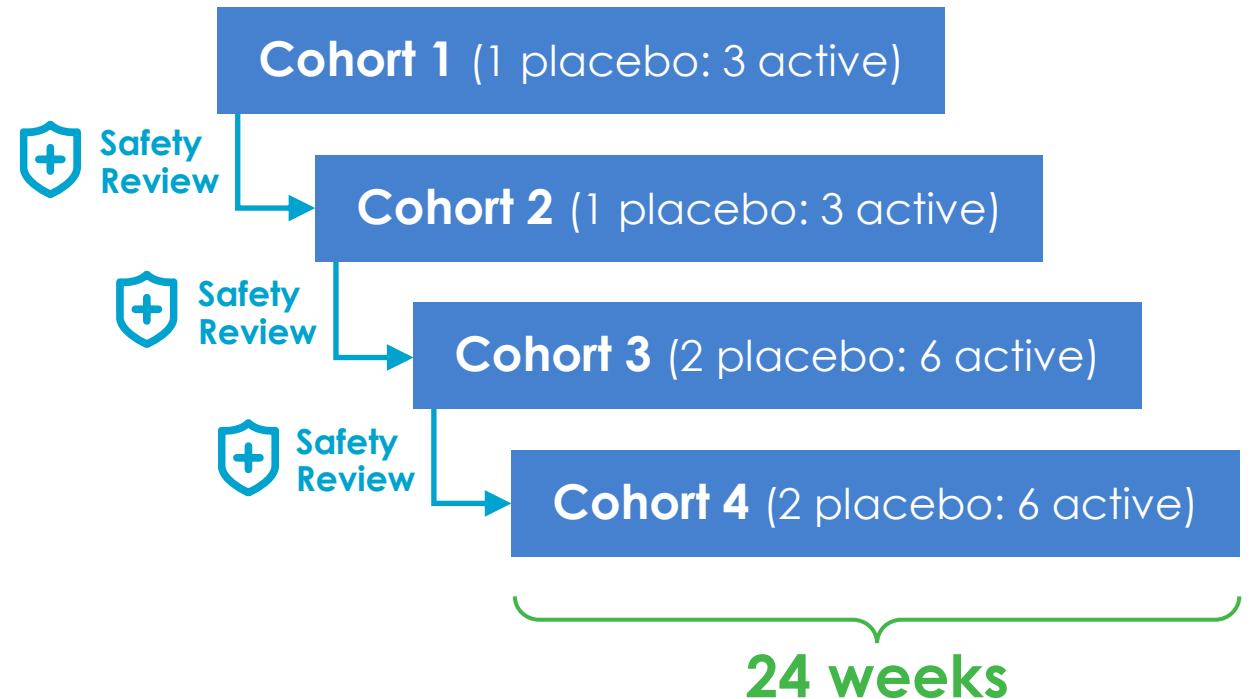 Cohort 1 (1 placebo: 3 active)
Safety
Review
Cohort 2 (1 placebo: 3 active)
Safety
Review
Cohort 3 (2 placebo: 6 active)
Safety
Review
Cohort 4 (2 placebo: 6 active)
24 weeks